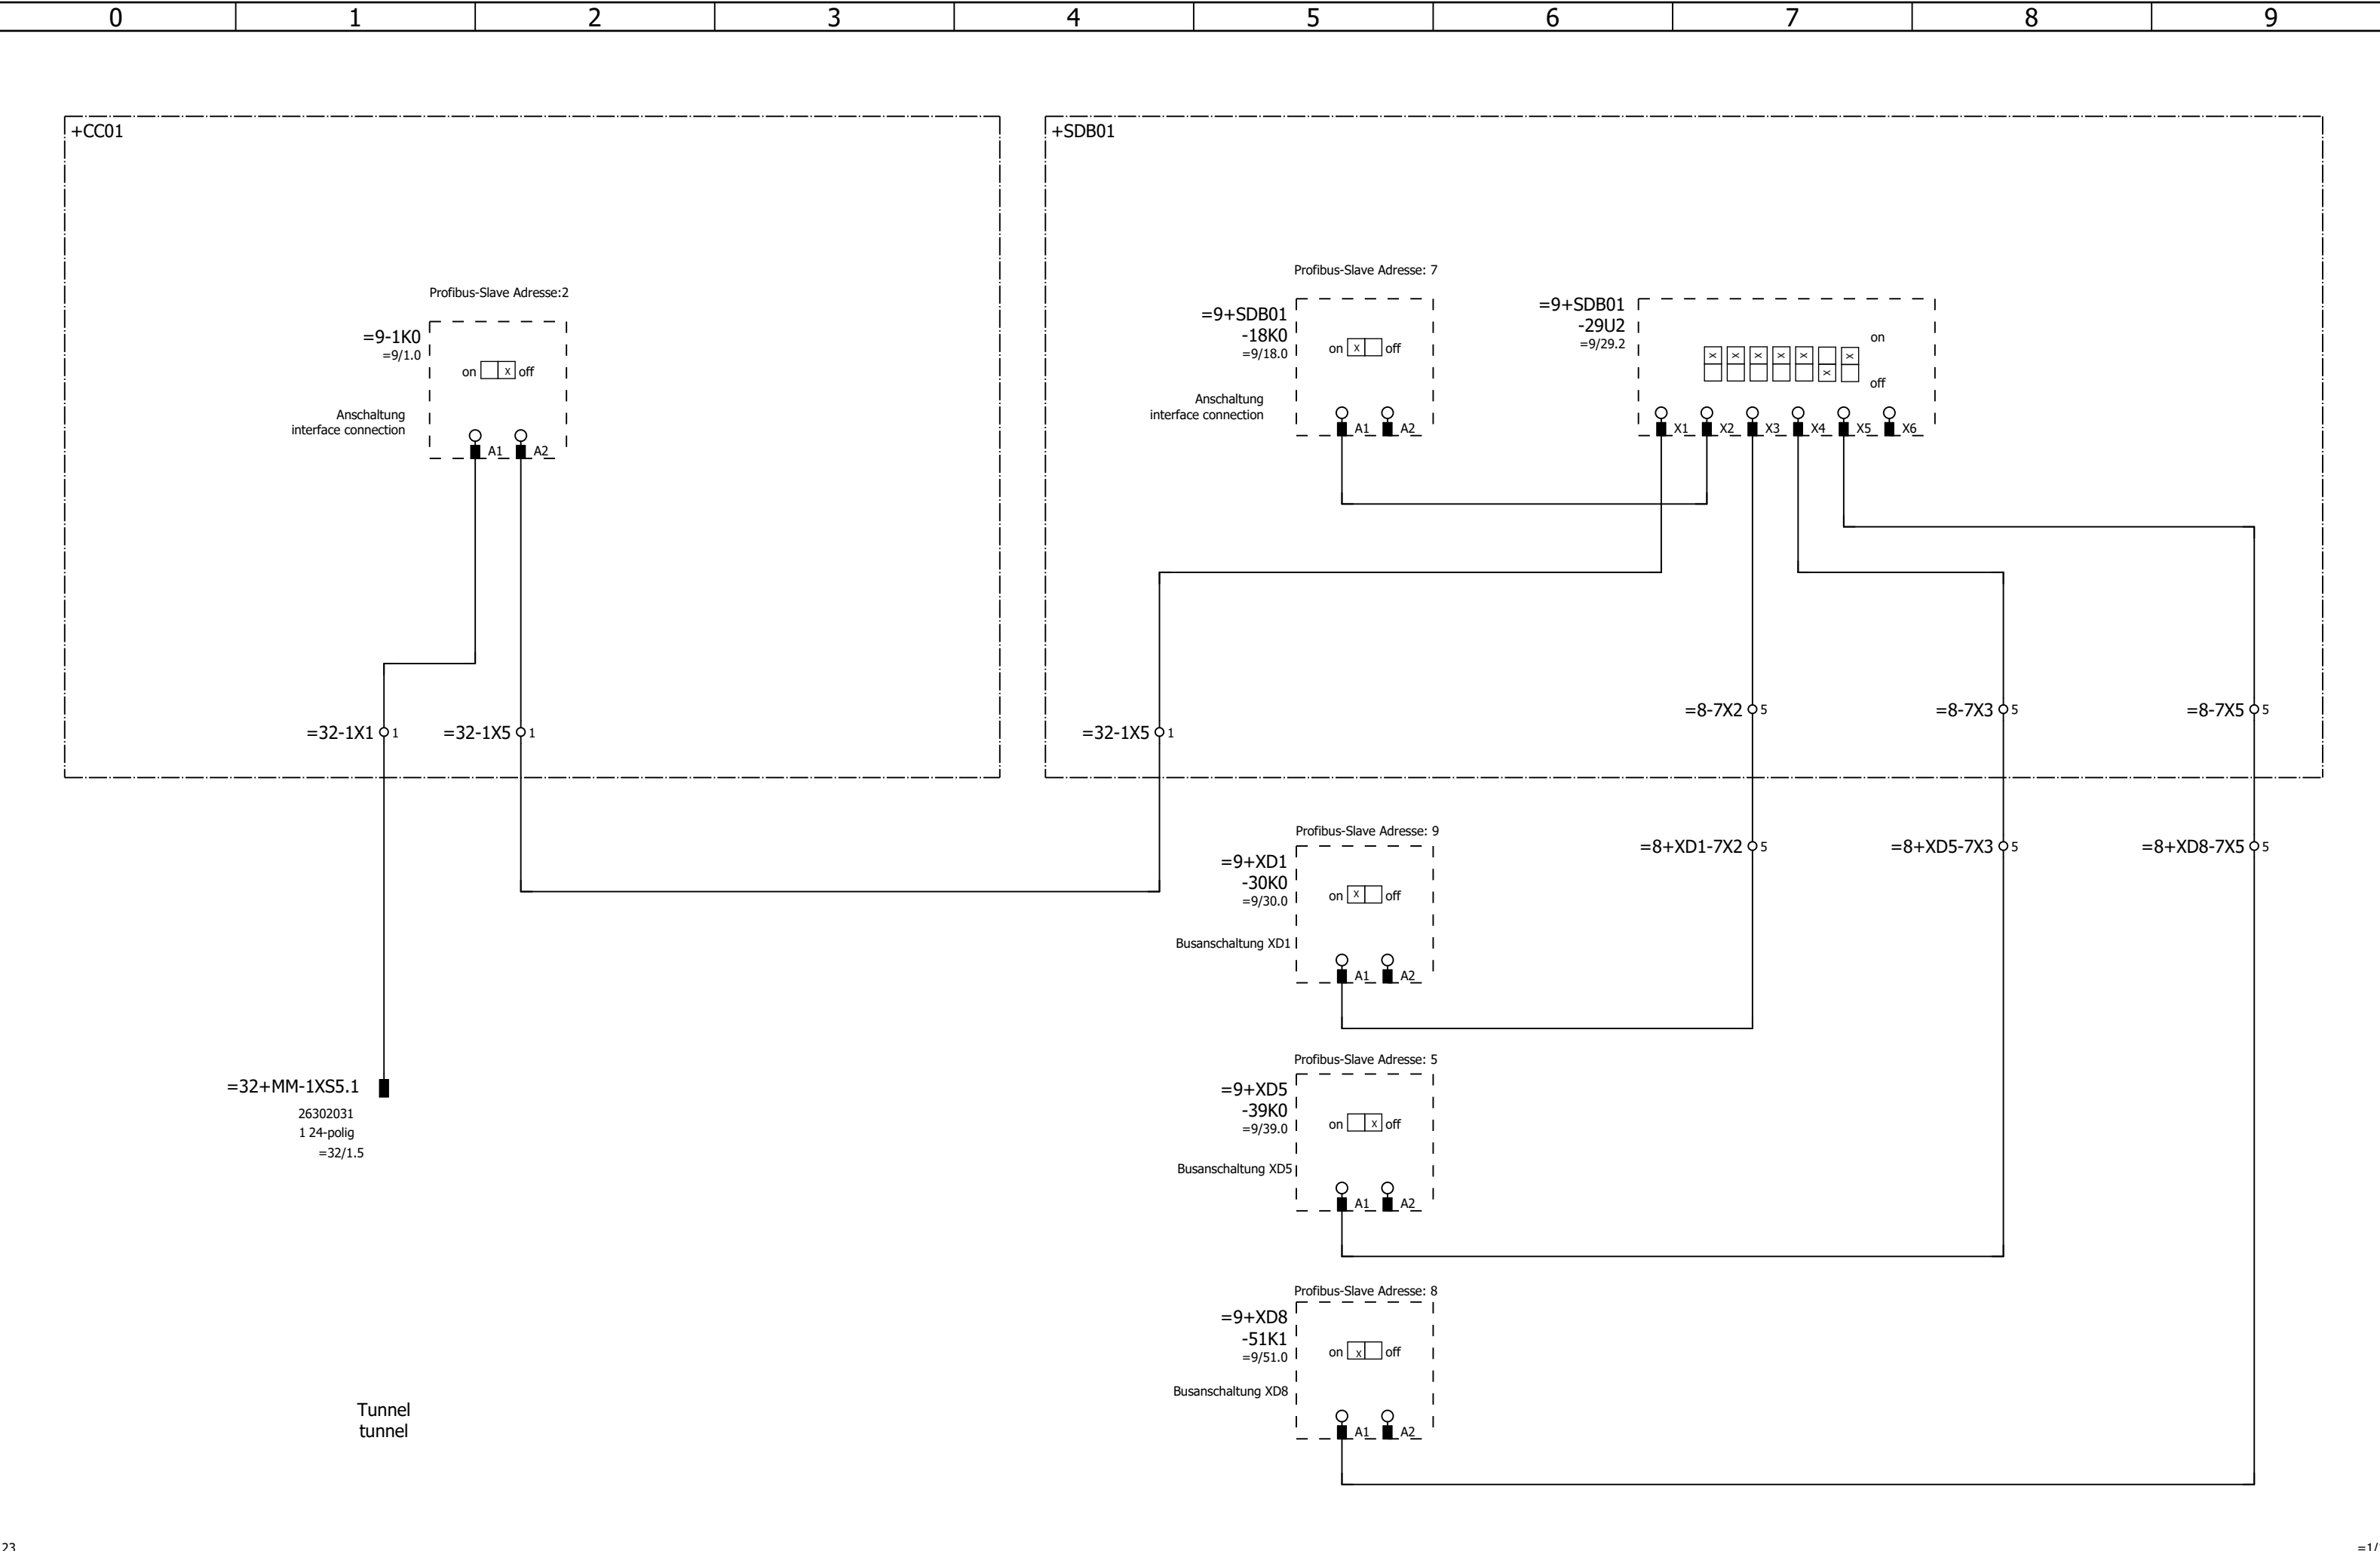 0 1 2 3 4 5 6 7 8 9
+CC01
Profibus-Slave Adresse:2
=9-1K0
=9/1.0
on x off
Anschaltung
interface connection
A1 A2
=32-1X1 1
=32-1X5 1
=32+MM-1XS5.1
26302031
1 24-polig
=32/1.5
Tunnel
tunnel
+SDB01
Profibus-Slave Adresse: 7
=9+SDB01
-18K0
=9/18.0
on x off
Anschaltung
interface connection
A1 A2
=9+SDB01
-29U2
=9/29.2
on
x x x x x x
x
off
X1 X2 X3 X4 X5 X6
=32-1X5 1
=8-7X2 5
=8-7X3 5
=8-7X5 5
=8+XD1-7X2 5
=8+XD5-7X3 5
=8+XD8-7X5 5
Profibus-Slave Adresse: 9
=9+XD1
-30K0
=9/30.0
on x off
Busanschaltung XD1
A1 A2
Profibus-Slave Adresse: 5
=9+XD5
-39K0
=9/39.0
on x off
Busanschaltung XD5
A1 A2
Profibus-Slave Adresse: 8
=9+XD8
-51K1
=9/51.0
on x off
Busanschaltung XD8
A1 A2
23
=1/